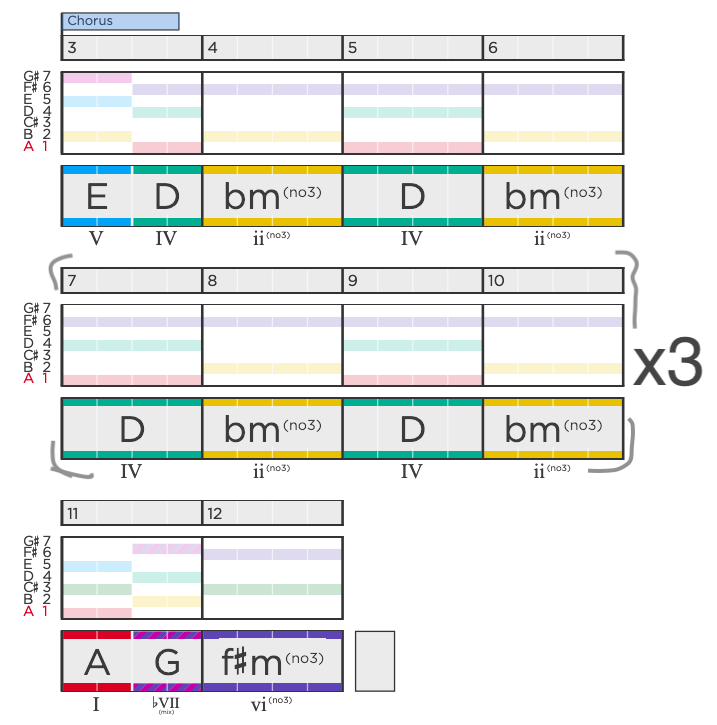 Chorus
3 4 5 6
G♯ 7
F♯ 6
E 5
D 4
C♯ 3
B 2
A 1
E D bm(no3) D bm(no3)
V IV ii(no3) IV ii(no3)
7 8 9 10
G♯ 7
F♯ 6
E 5
D 4
C♯ 3
B 2
A 1
x3
D bm(no3) D bm(no3)
IV ii(no3) IV ii(no3)
11 12
G♯ 7
F♯ 6
E 5
D 4
C♯ 3
B 2
A 1
A G f♯m(no3)
I ♭VII vi(no3)
(mix)